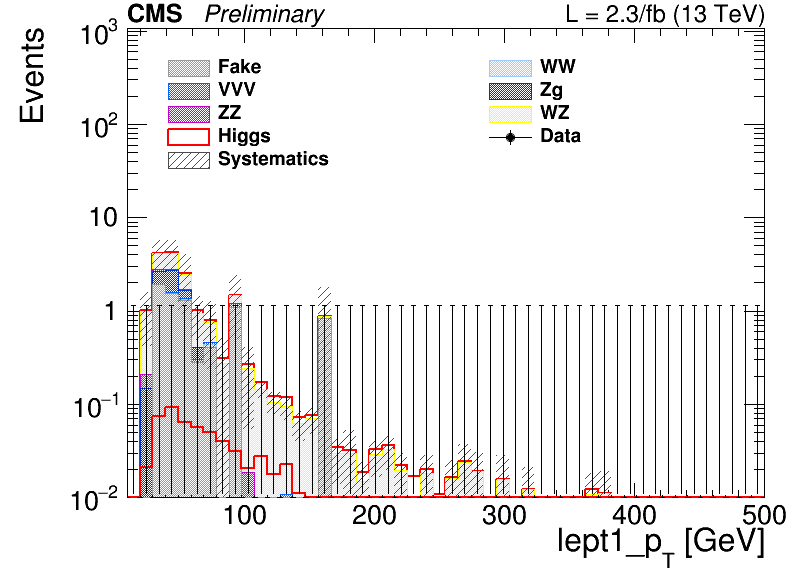 CMS Preliminary L = 2.3/fb (13 TeV)
Events
10³
10²
10
1
10⁻¹
10⁻²
Fake
VVV
ZZ
Higgs
Systematics
WW
Zg
WZ
Data
100 200 300 400 500
lept1_p_T [GeV]